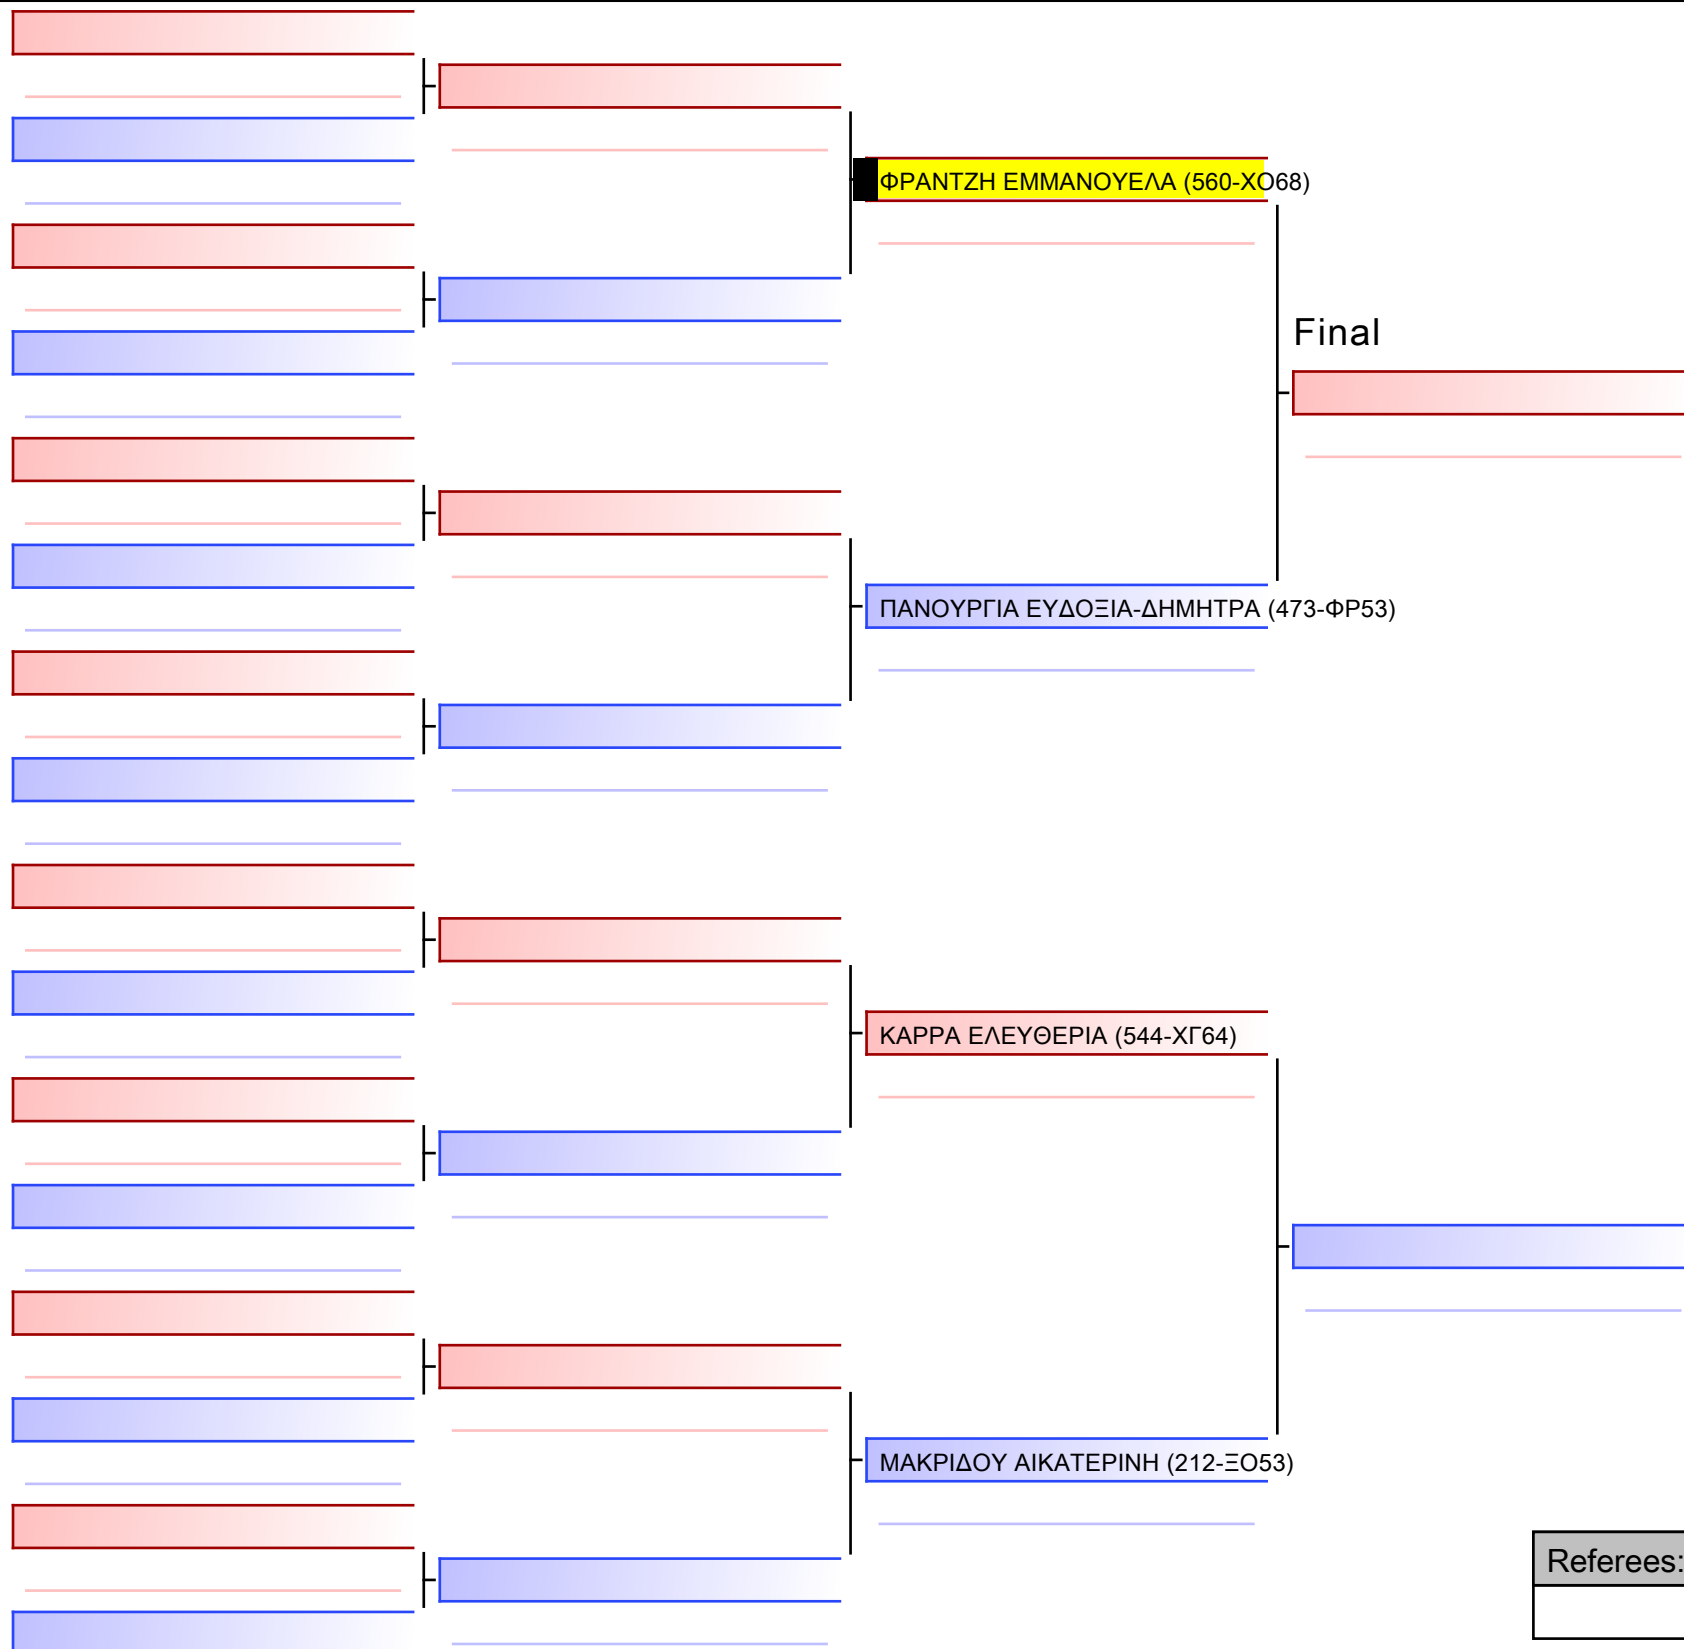 ΦΡΑΝΤΖΗ ΕΜΜΑΝΟΥΕΛΑ (560-ΧΟ68)
Final
ΠΑΝΟΥΡΓΙΑ ΕΥΔΟΞΙΑ-ΔΗΜΗΤΡΑ (473-ΦΡ53)
ΚΑΡΡΑ ΕΛΕΥΘΕΡΙΑ (544-ΧΓ64)
ΜΑΚΡΙΔΟΥ ΑΙΚΑΤΕΡΙΝΗ (212-ΞΟ53)
Referees: